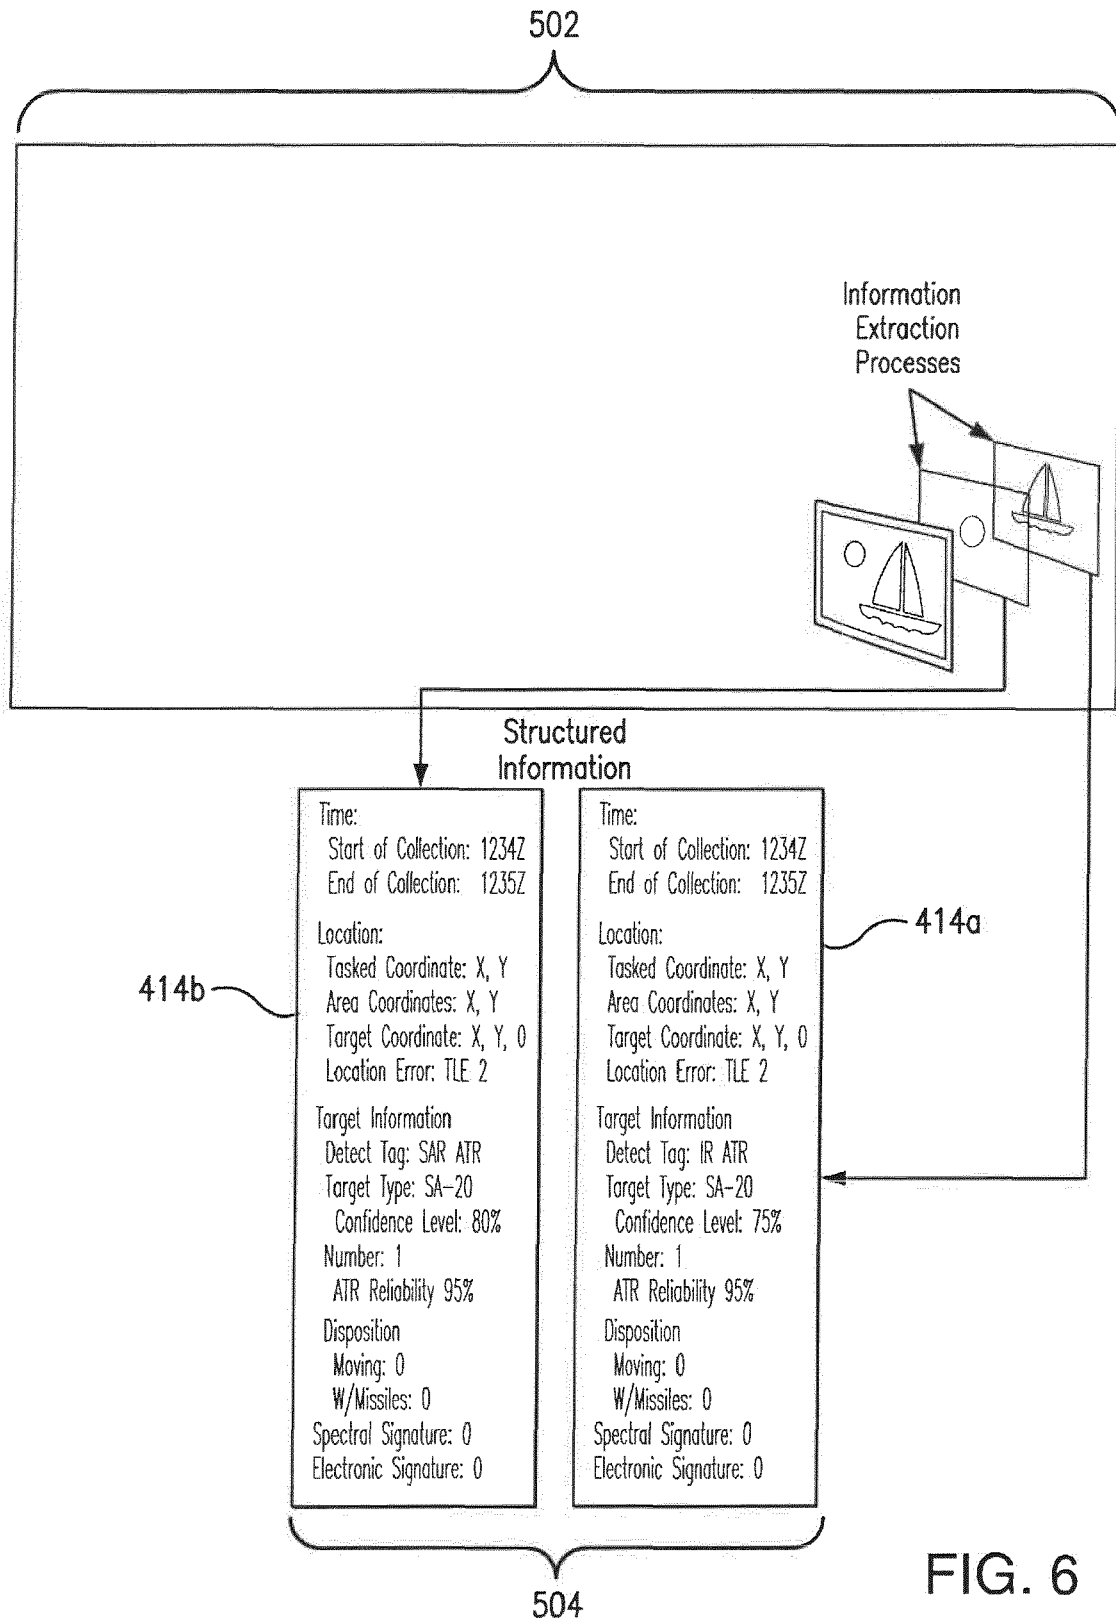 502
Information
Extraction
Processes
Structured
Information
Time:
Start of Collection: 1234Z
End of Collection: 1235Z
Location:
Tasked Coordinate: X, Y
Area Coordinates: X, Y
Target Coordinate: X, Y, 0
Location Error: TLE 2
Target Information
Detect Tag: SAR ATR
Target Type: SA-20
Confidence Level: 80%
Number: 1
ATR Reliability 95%
Disposition
Moving: 0
W/Missiles: 0
Spectral Signature: 0
Electronic Signature: 0
414b
Time:
Start of Collection: 1234Z
End of Collection: 1235Z
Location:
Tasked Coordinate: X, Y
Area Coordinates: X, Y
Target Coordinate: X, Y, 0
Location Error: TLE 2
Target Information
Detect Tag: IR ATR
Target Type: SA-20
Confidence Level: 75%
Number: 1
ATR Reliability 95%
Disposition
Moving: 0
W/Missiles: 0
Spectral Signature: 0
Electronic Signature: 0
414a
504
FIG. 6